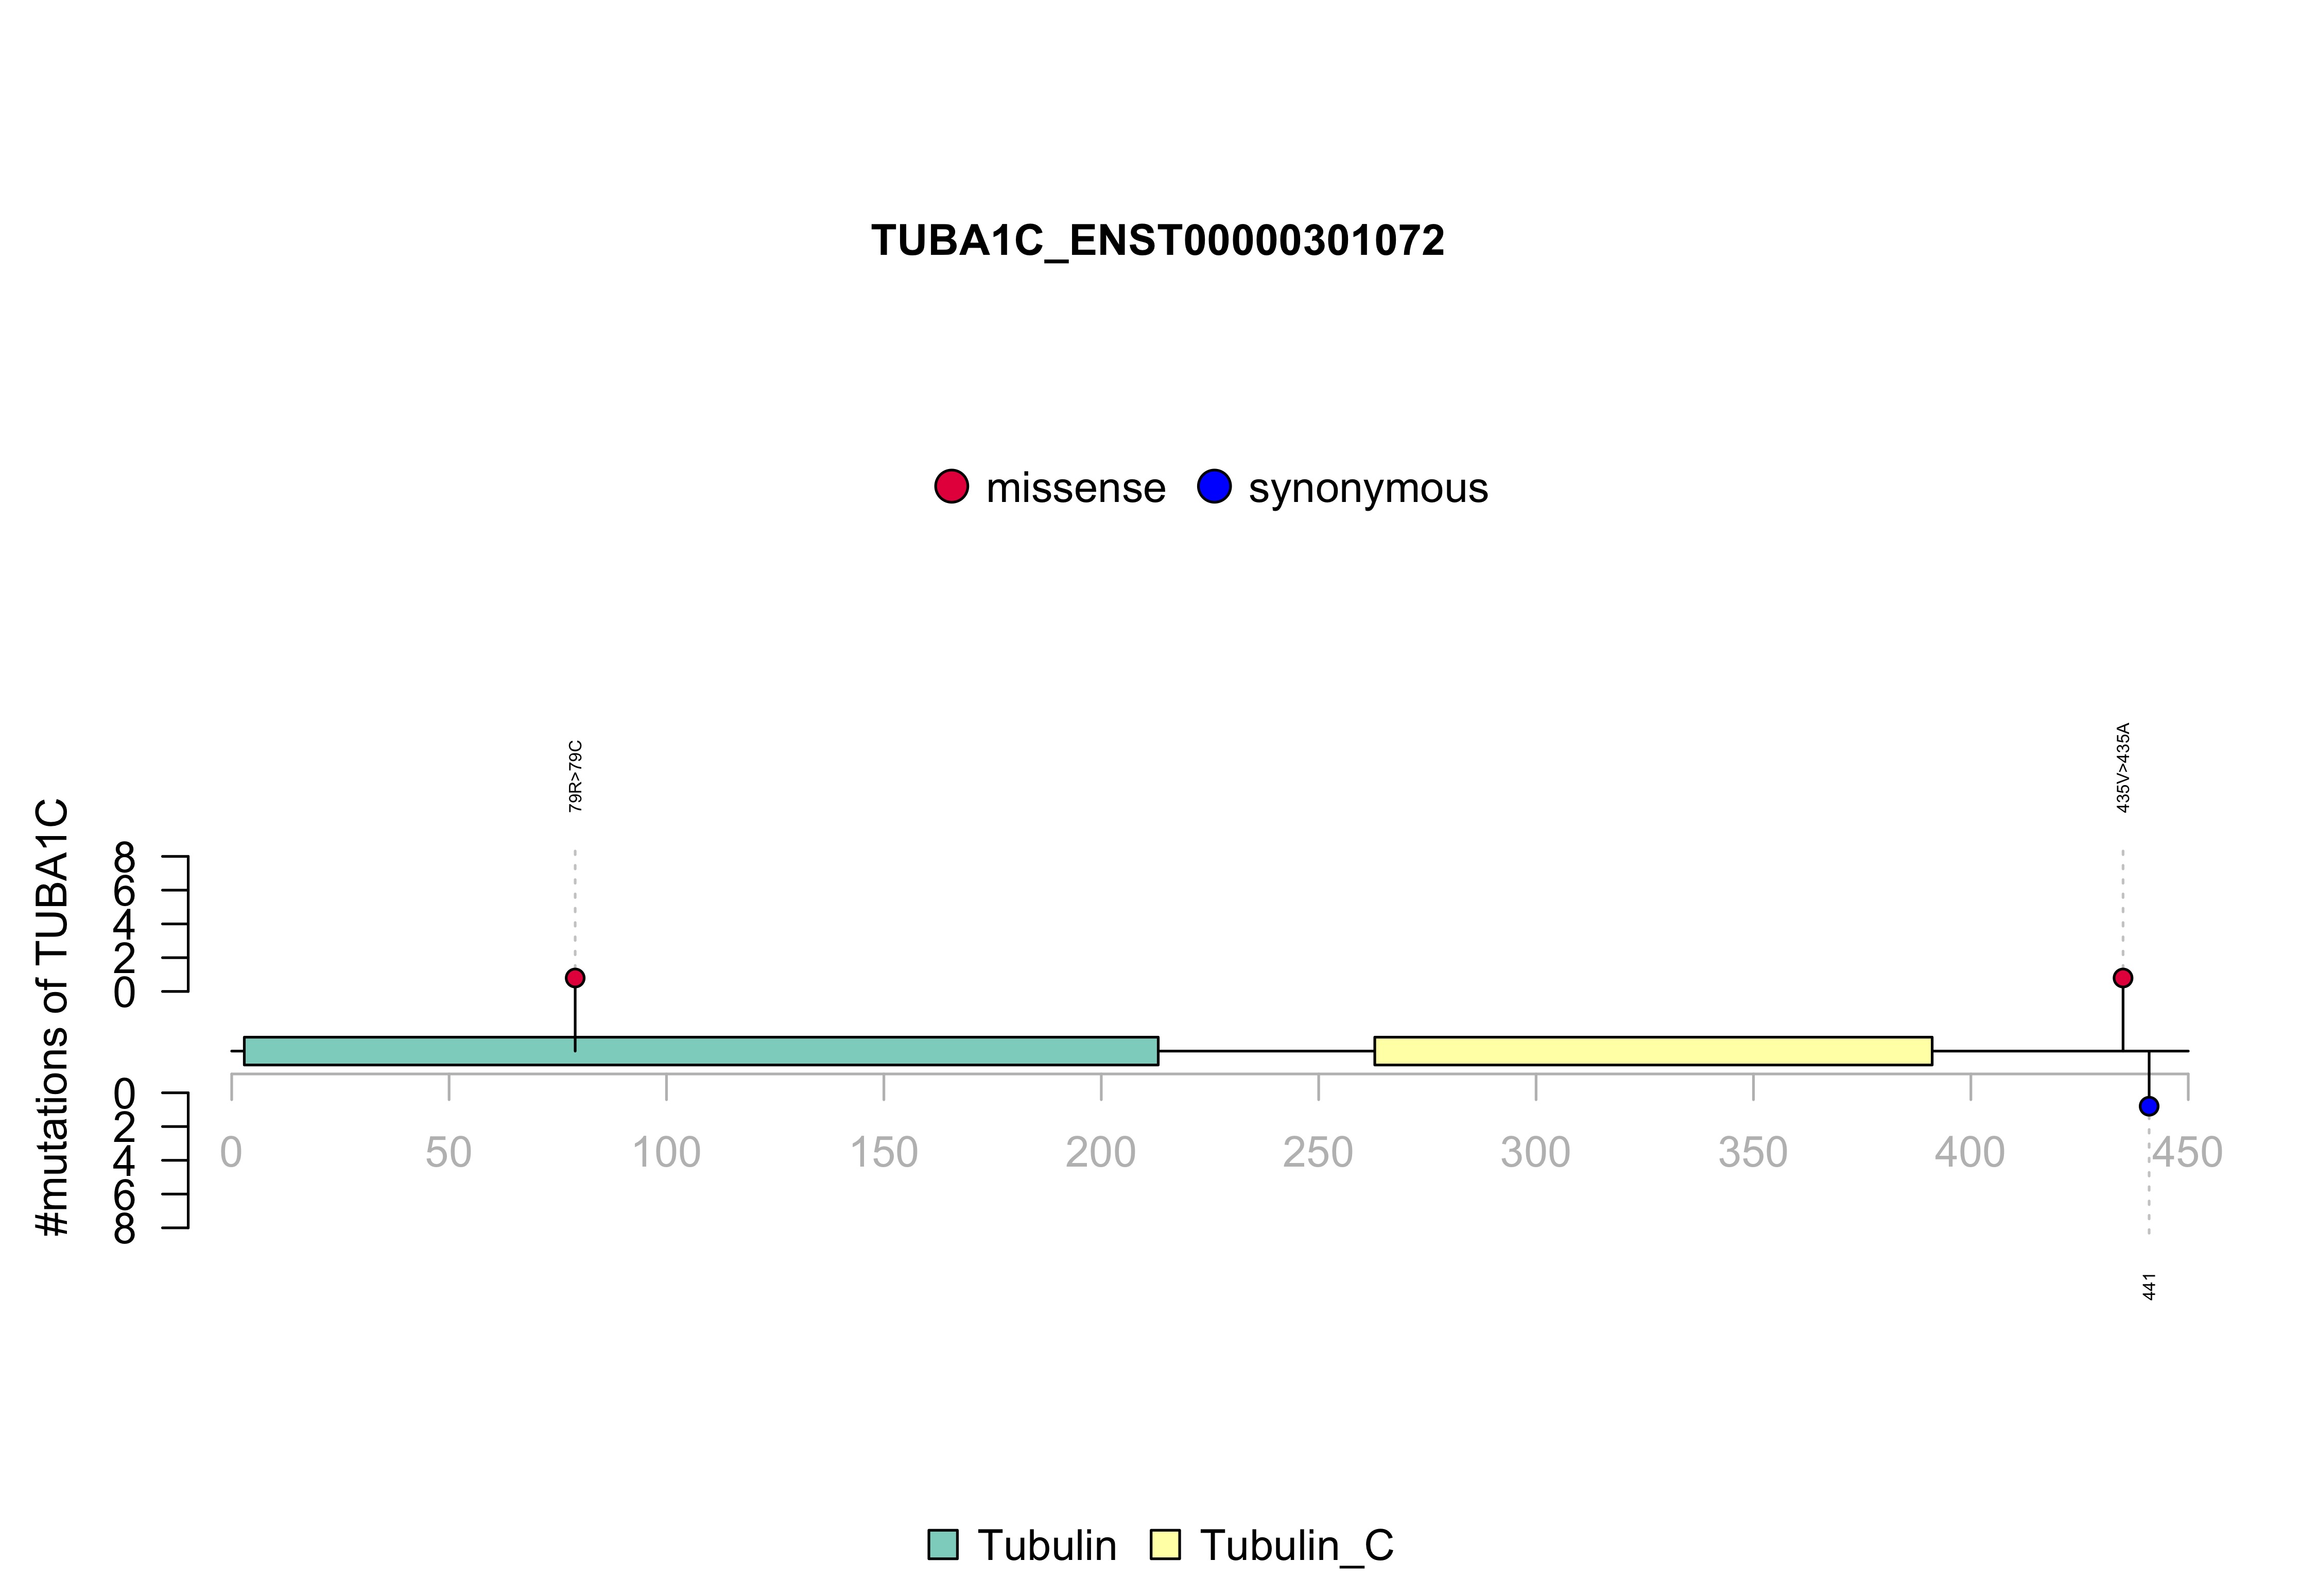 TUBA1C_ENST00000301072
missense synonymous
79R>79C
435V>435A
#mutations of TUBA1C
8
6
4
2
0
0
2
4
6
8
0 50 100 150 200 250 300 350 400 450
441
Tubulin Tubulin_C